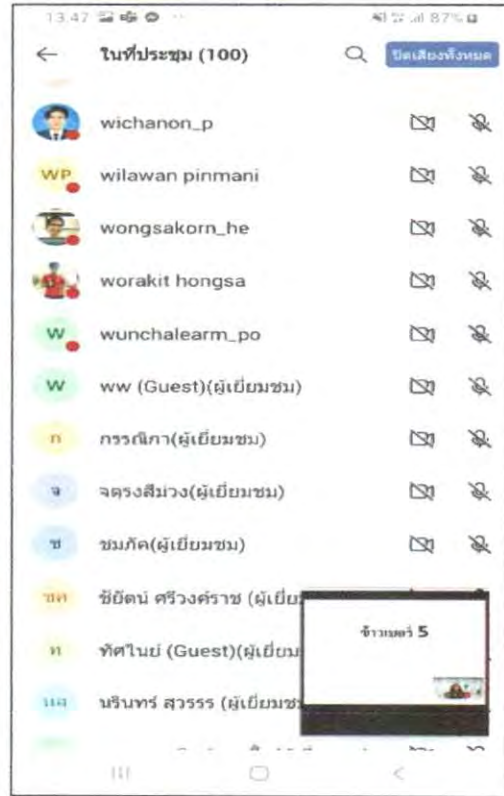 13.47 87%
ในที่ประชุม (100) ปิดเสียงทั้งหมด
wichanon_p
WP wilawan pinmani
wongsakorn_he
worakit hongsa
W wunchalearm_po
W ww (Guest)(ผู้เยี่ยมชม)
ก กรรณิกา(ผู้เยี่ยมชม)
จ จตรงสีม่วง(ผู้เยี่ยมชม)
ช ชมภัค(ผู้เยี่ยมชม)
ชศ ชัยัตน์ ศรีวงค์ราช (ผู้เยี่ย
ข้าวเบอร์ 5
ท ทัศไนย์ (Guest)(ผู้เยี่ยม
นส นรินทร์ สุวรรร (ผู้เยี่ยมช